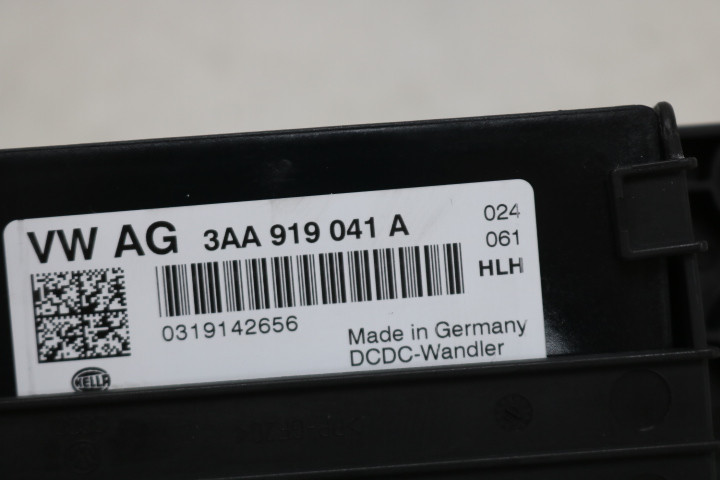 VW AG 3AA 919 041 A
024
061
HLH
0319142656
Made in Germany
DCDC-Wandler
HELLA